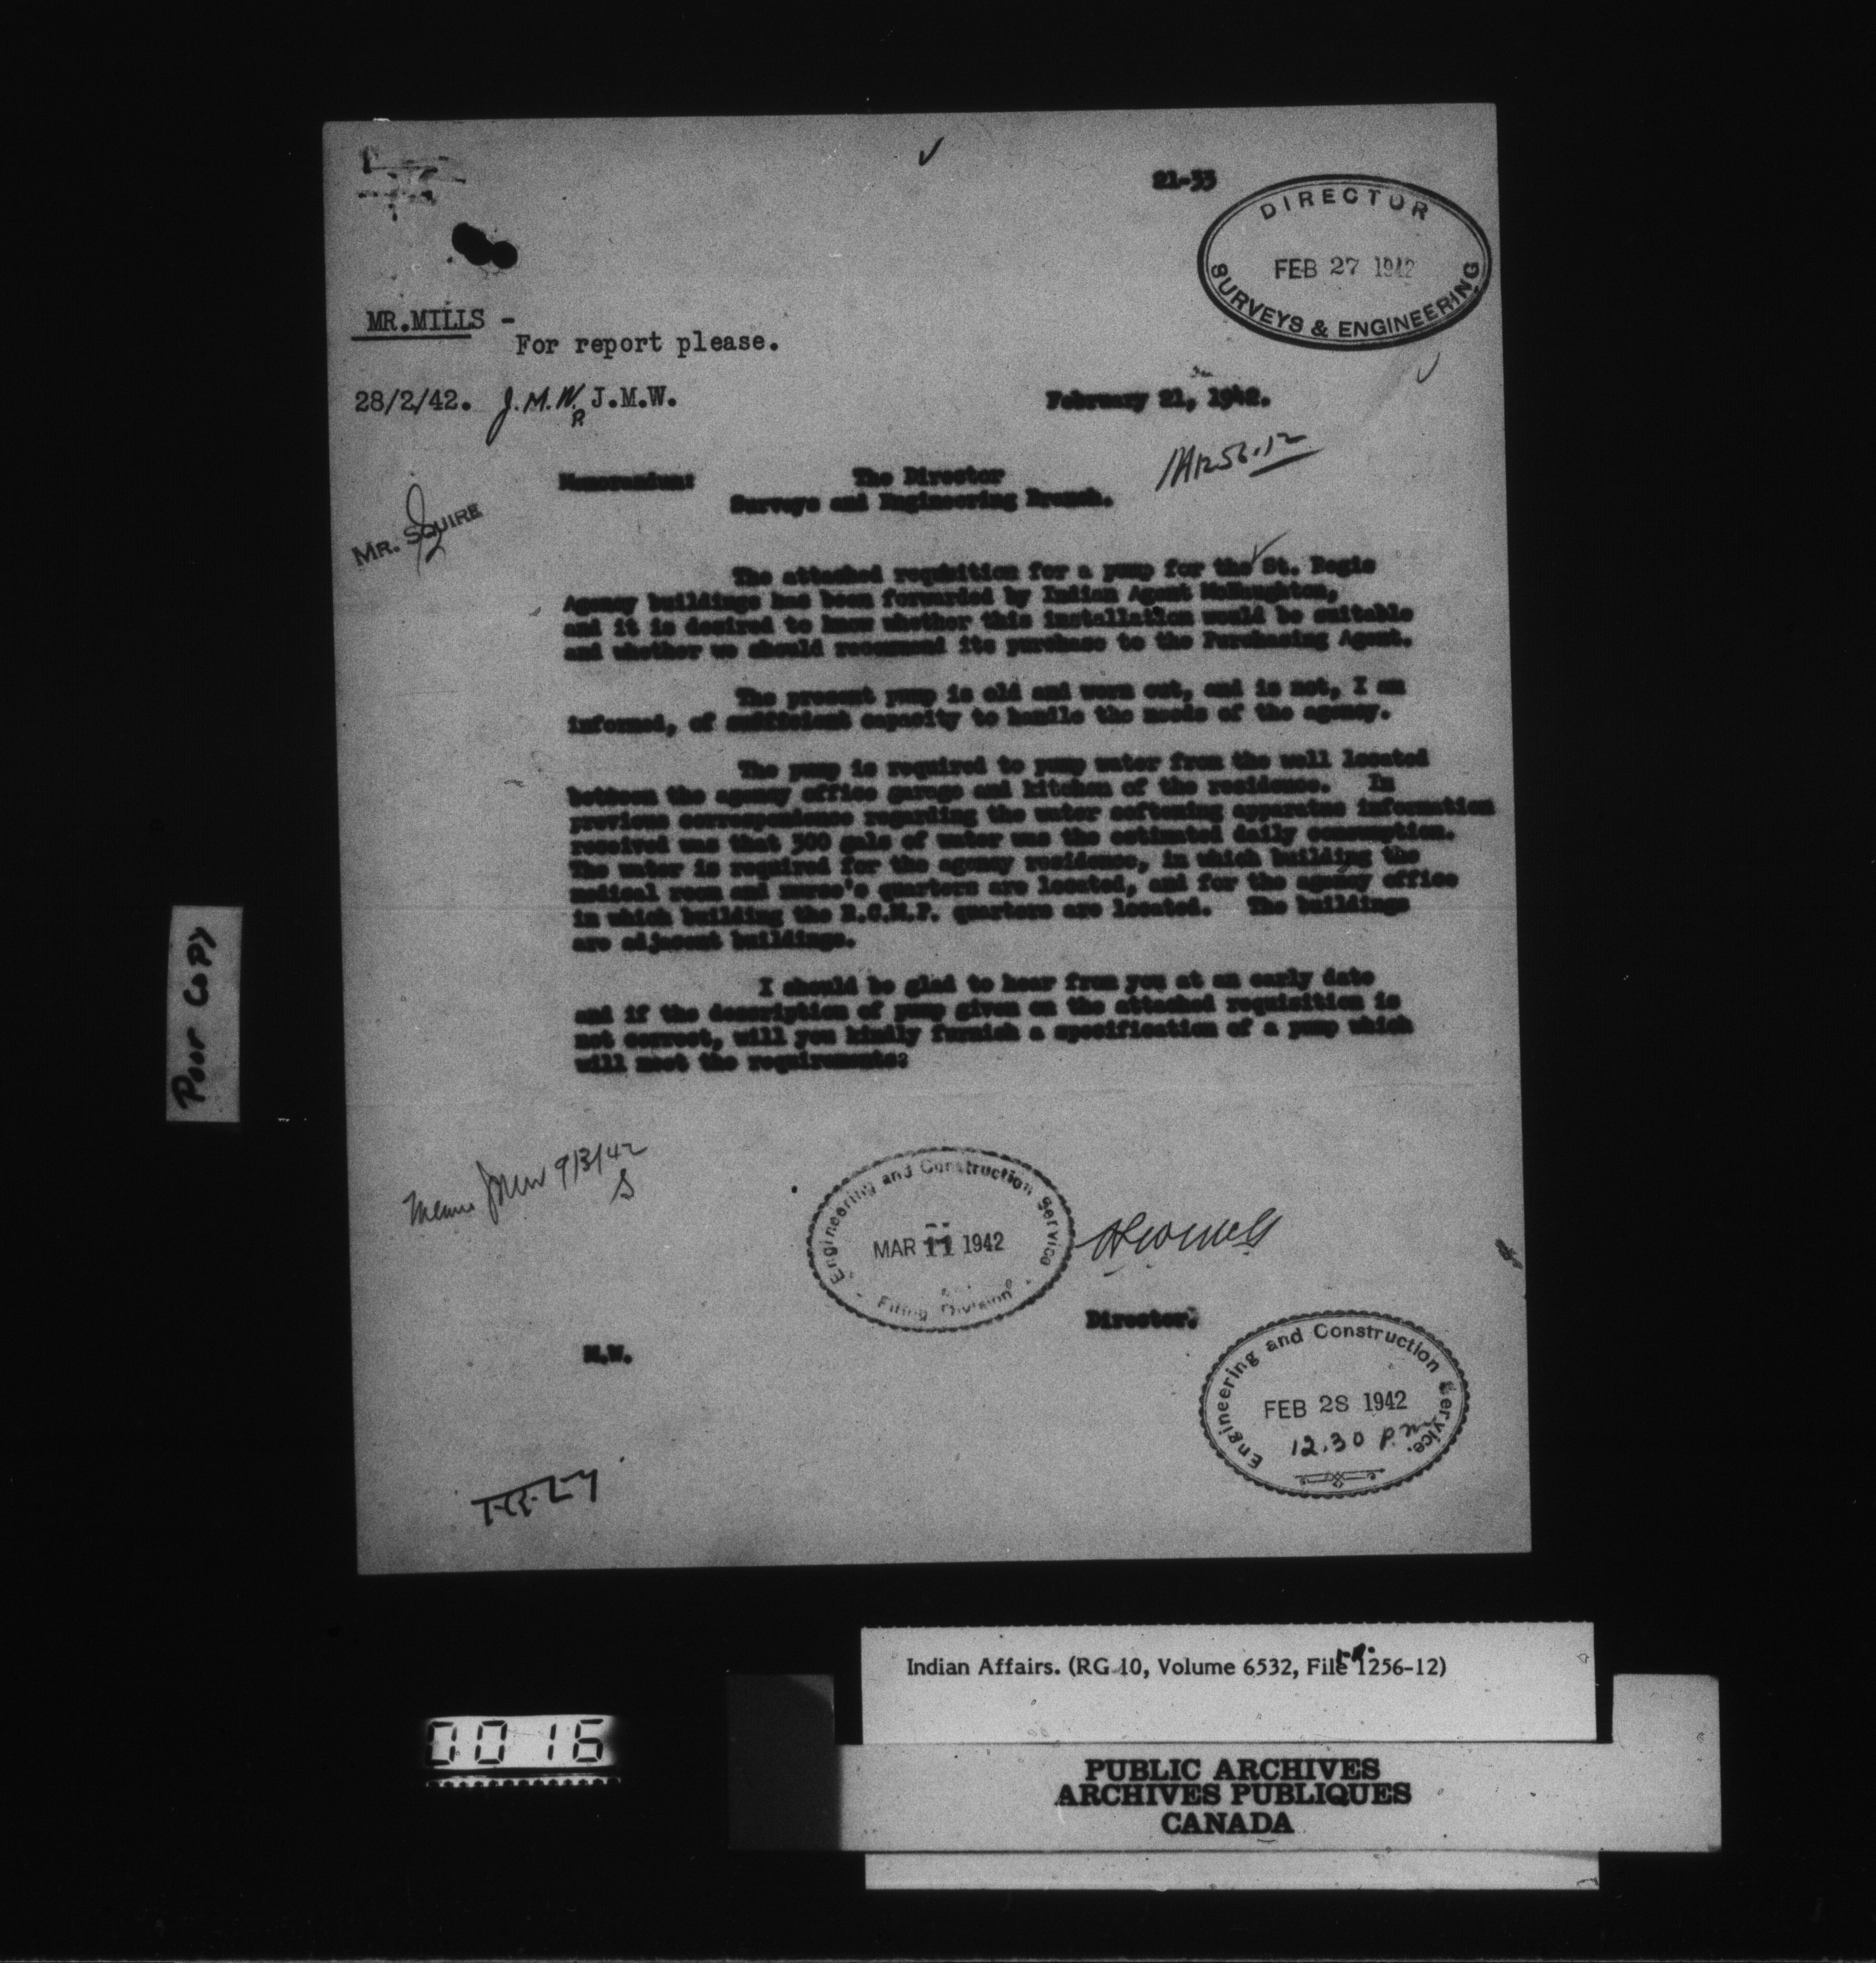 21-33
DIRECTOR
FEB 27 1942
SURVEYS & ENGINEERING
MR.MILLS -
For report please.
28/2/42. J.M.W. J.M.W.
February 21, 1942.
Memorandum: The Director
Surveys and Engineering Branch.
MR. SQUIRE
The attached requisition for a pump for the St. Regis
Agency buildings has been forwarded by Indian Agent McNaughton,
and it is desired to know whether this installation would be suitable
and whether we should recommend its purchase to the Purchasing Agent.
The present pump is old and worn out, and is not, I am
informed, of sufficient capacity to handle the needs of the agency.
The pump is required to pump water from the well located
between the agency office garage and kitchen of the residence. In
previous correspondence regarding the water softening apparatus information
received was that 500 gals of water was the estimated daily consumption.
The water is required for the agency residence, in which building the
medical room and nurse's quarters are located, and for the agency office
in which building the R.C.M.P. quarters are located. The buildings
are adjacent buildings.
I should be glad to hear from you at an early date
and if the description of pump given on the attached requisition is
not correct, will you kindly furnish a specification of a pump which
will meet the requirements:
Poor COPY
9/3/42
Engineering and Construction Service
MAR 11 1942
Filing Division
Director.
M.W.
Engineering and Construction Service.
FEB 28 1942
12.30 P.m
Indian Affairs. (RG 10, Volume 6532, File 1256-12)
0016
PUBLIC ARCHIVES
ARCHIVES PUBLIQUES
CANADA